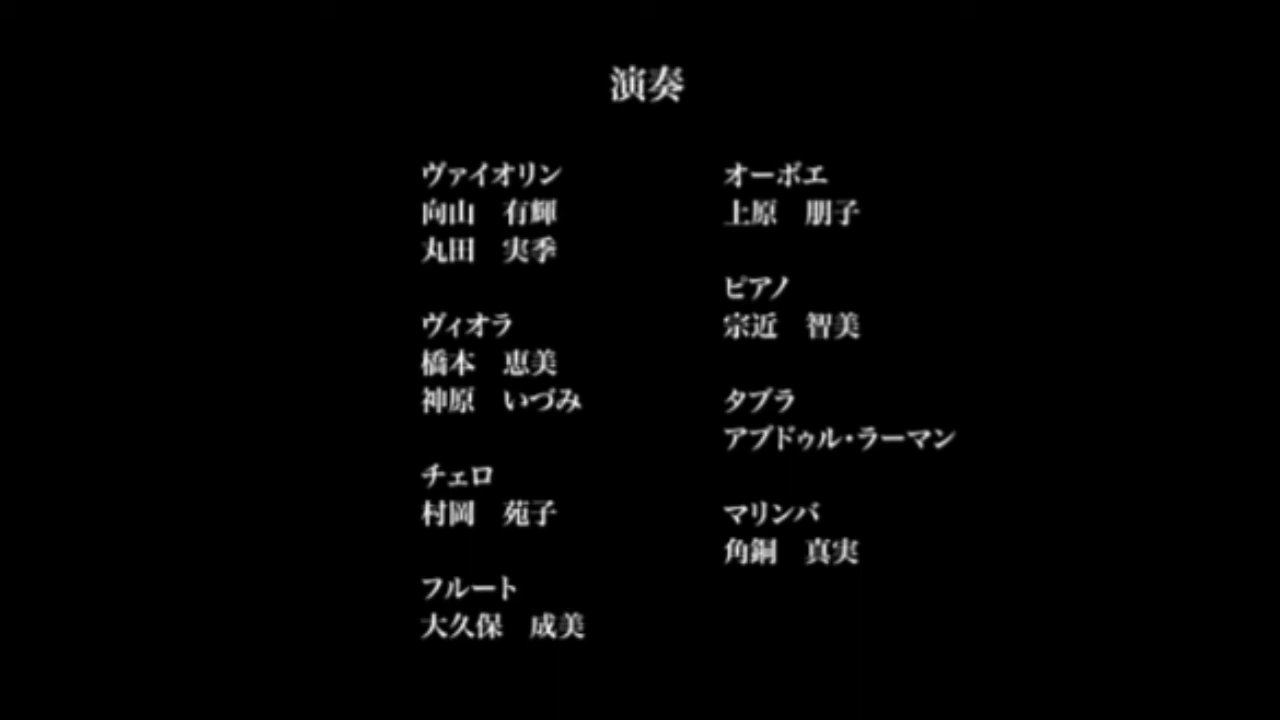 演奏
ヴァイオリン
向山　有輝
丸田　実季
ヴィオラ
橋本　恵美
神原　いづみ
チェロ
村岡　苑子
フルート
大久保　成美
オーボエ
上原　朋子
ピアノ
宗近　智美
タブラ
アブドゥル・ラーマン
マリンバ
角銅　真実